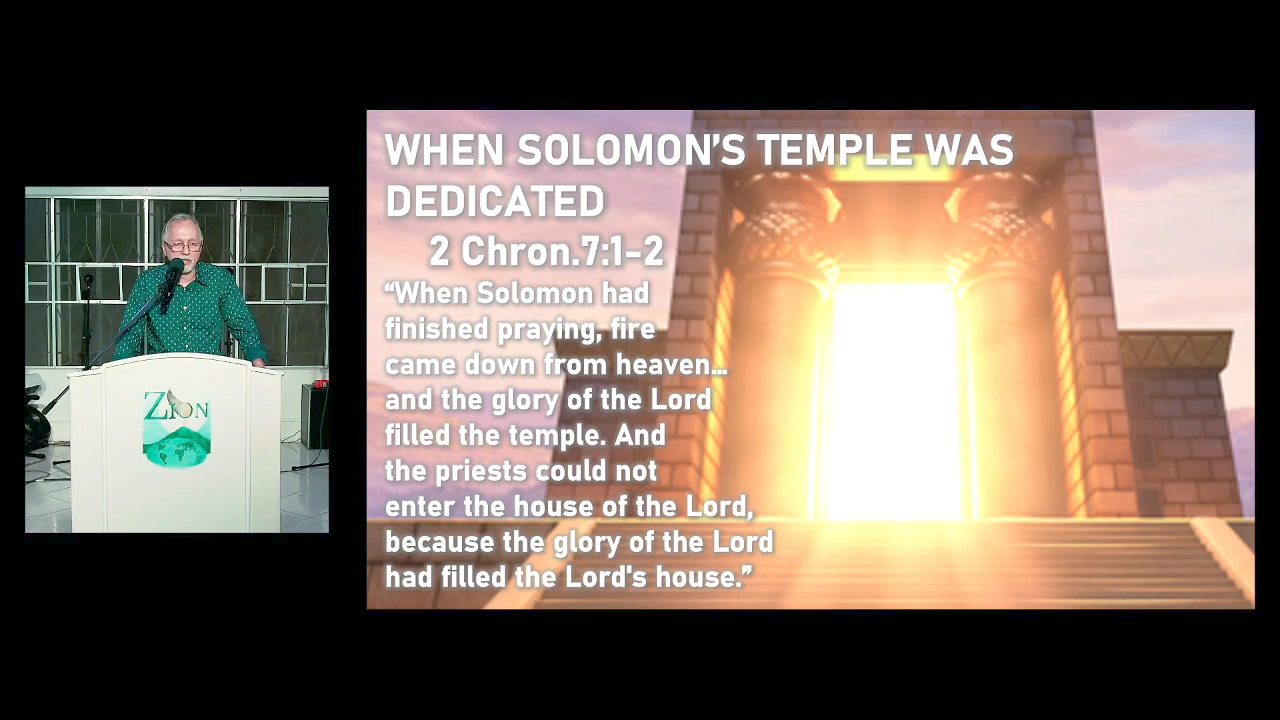 WHEN SOLOMON’S TEMPLE WAS
DEDICATED
2 Chron.7:1-2
“When Solomon had
finished praying, fire
came down from heaven...
and the glory of the Lord
filled the temple. And
the priests could not
enter the house of the Lord,
because the glory of the Lord
had filled the Lord's house.”
ZION